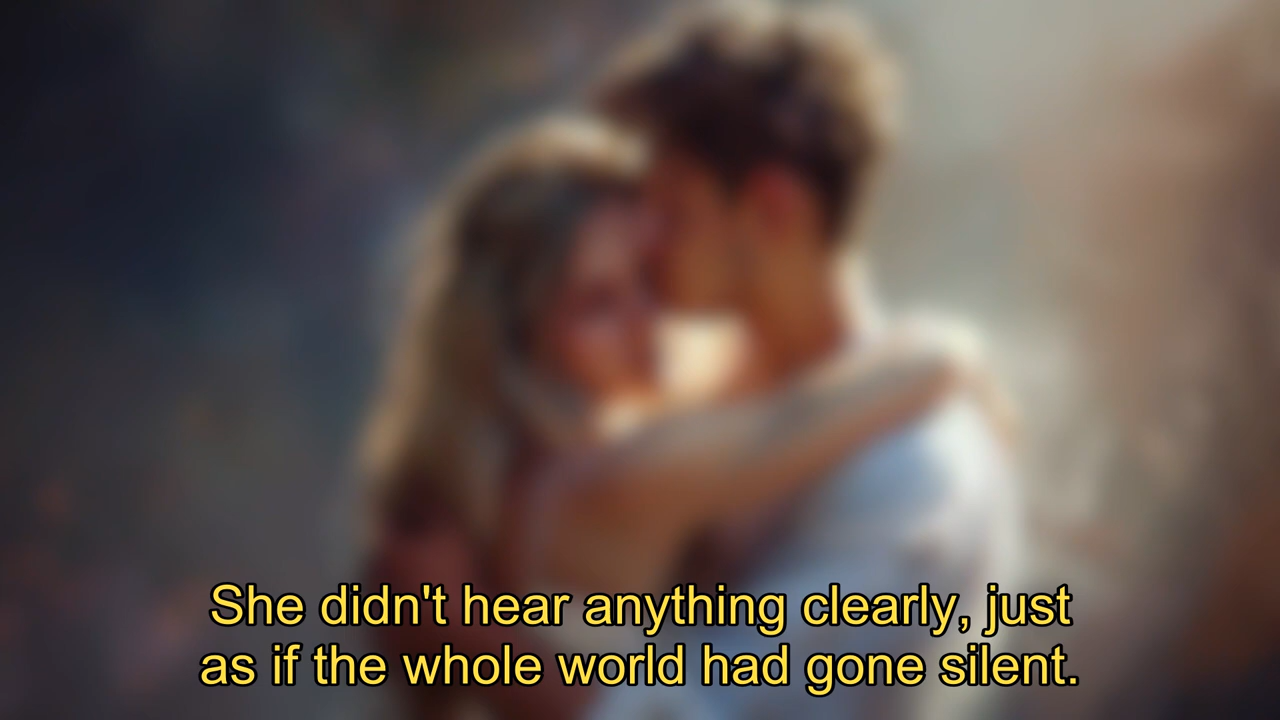 She didn't hear anything clearly, just
as if the whole world had gone silent.